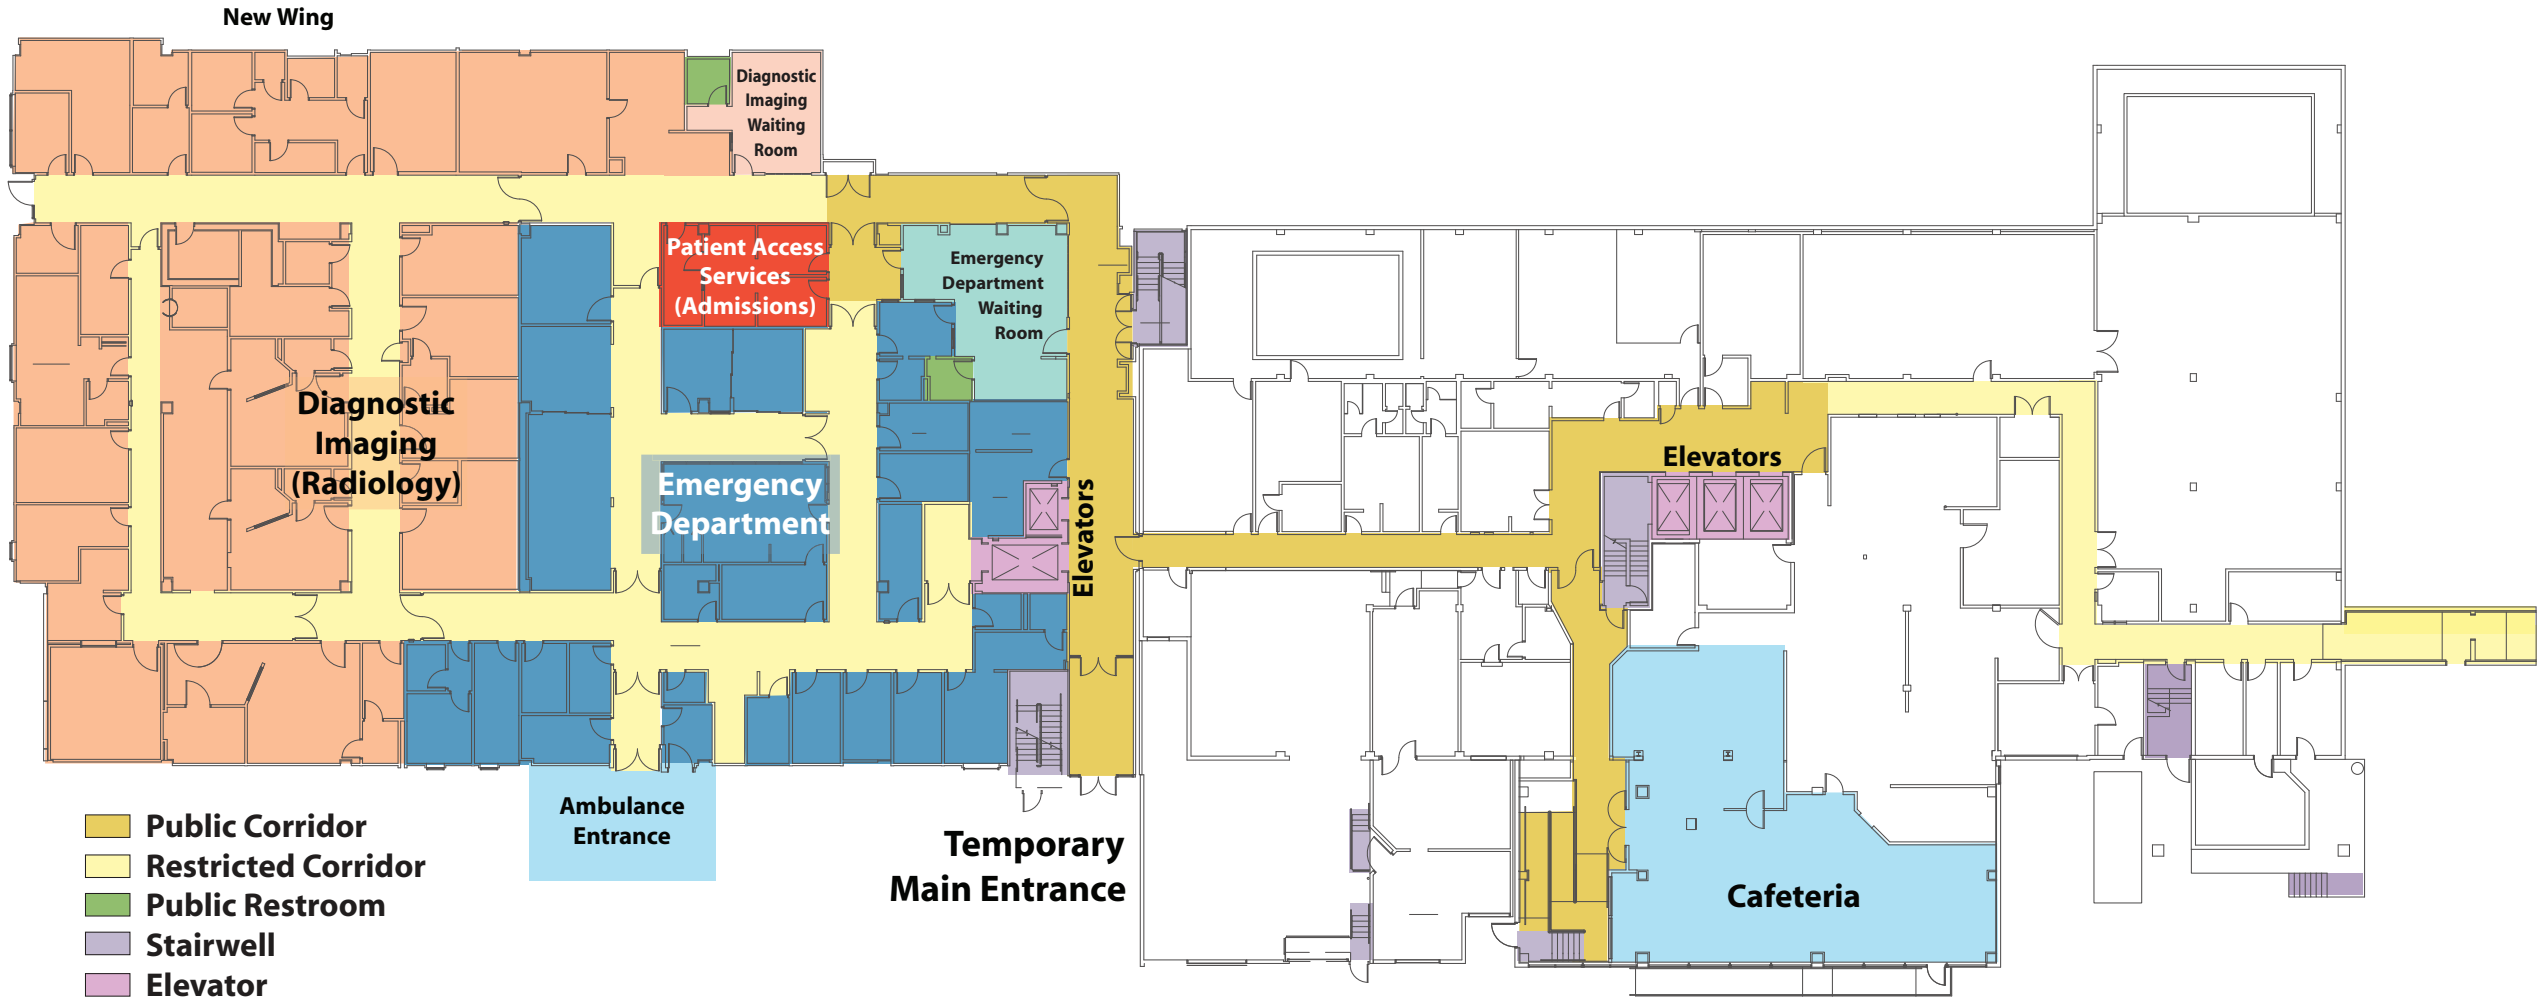 New Wing
Diagnostic
Imaging
Waiting
Room
Patient Access
Services
(Admissions)
Emergency
Department
Waiting
Room
Diagnostic
Imaging
(Radiology)
Emergency
Department
Elevators
Elevators
Ambulance
Entrance
Temporary
Main Entrance
Cafeteria
Public Corridor
Restricted Corridor
Public Restroom
Stairwell
Elevator